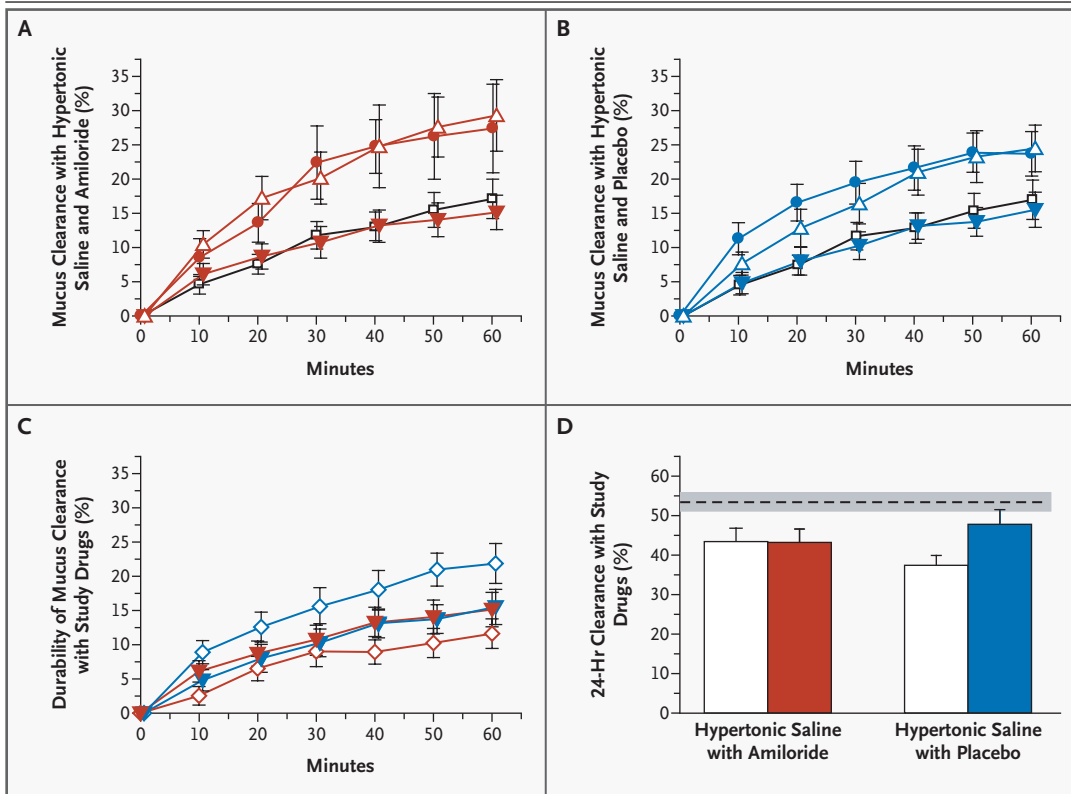 A
Mucus Clearance with Hypertonic
Saline and Amiloride (%)
35
30
25
20
15
10
5
0
0 10 20 30 40 50 60
Minutes
B
Mucus Clearance with Hypertonic
Saline and Placebo (%)
35
30
25
20
15
10
5
0
0 10 20 30 40 50 60
Minutes
C
Durability of Mucus Clearance
with Study Drugs (%)
35
30
25
20
15
10
5
0
0 10 20 30 40 50 60
Minutes
D
24-Hr Clearance with Study
Drugs (%)
60
50
40
30
20
10
0
Hypertonic Saline
with Amiloride
Hypertonic Saline
with Placebo